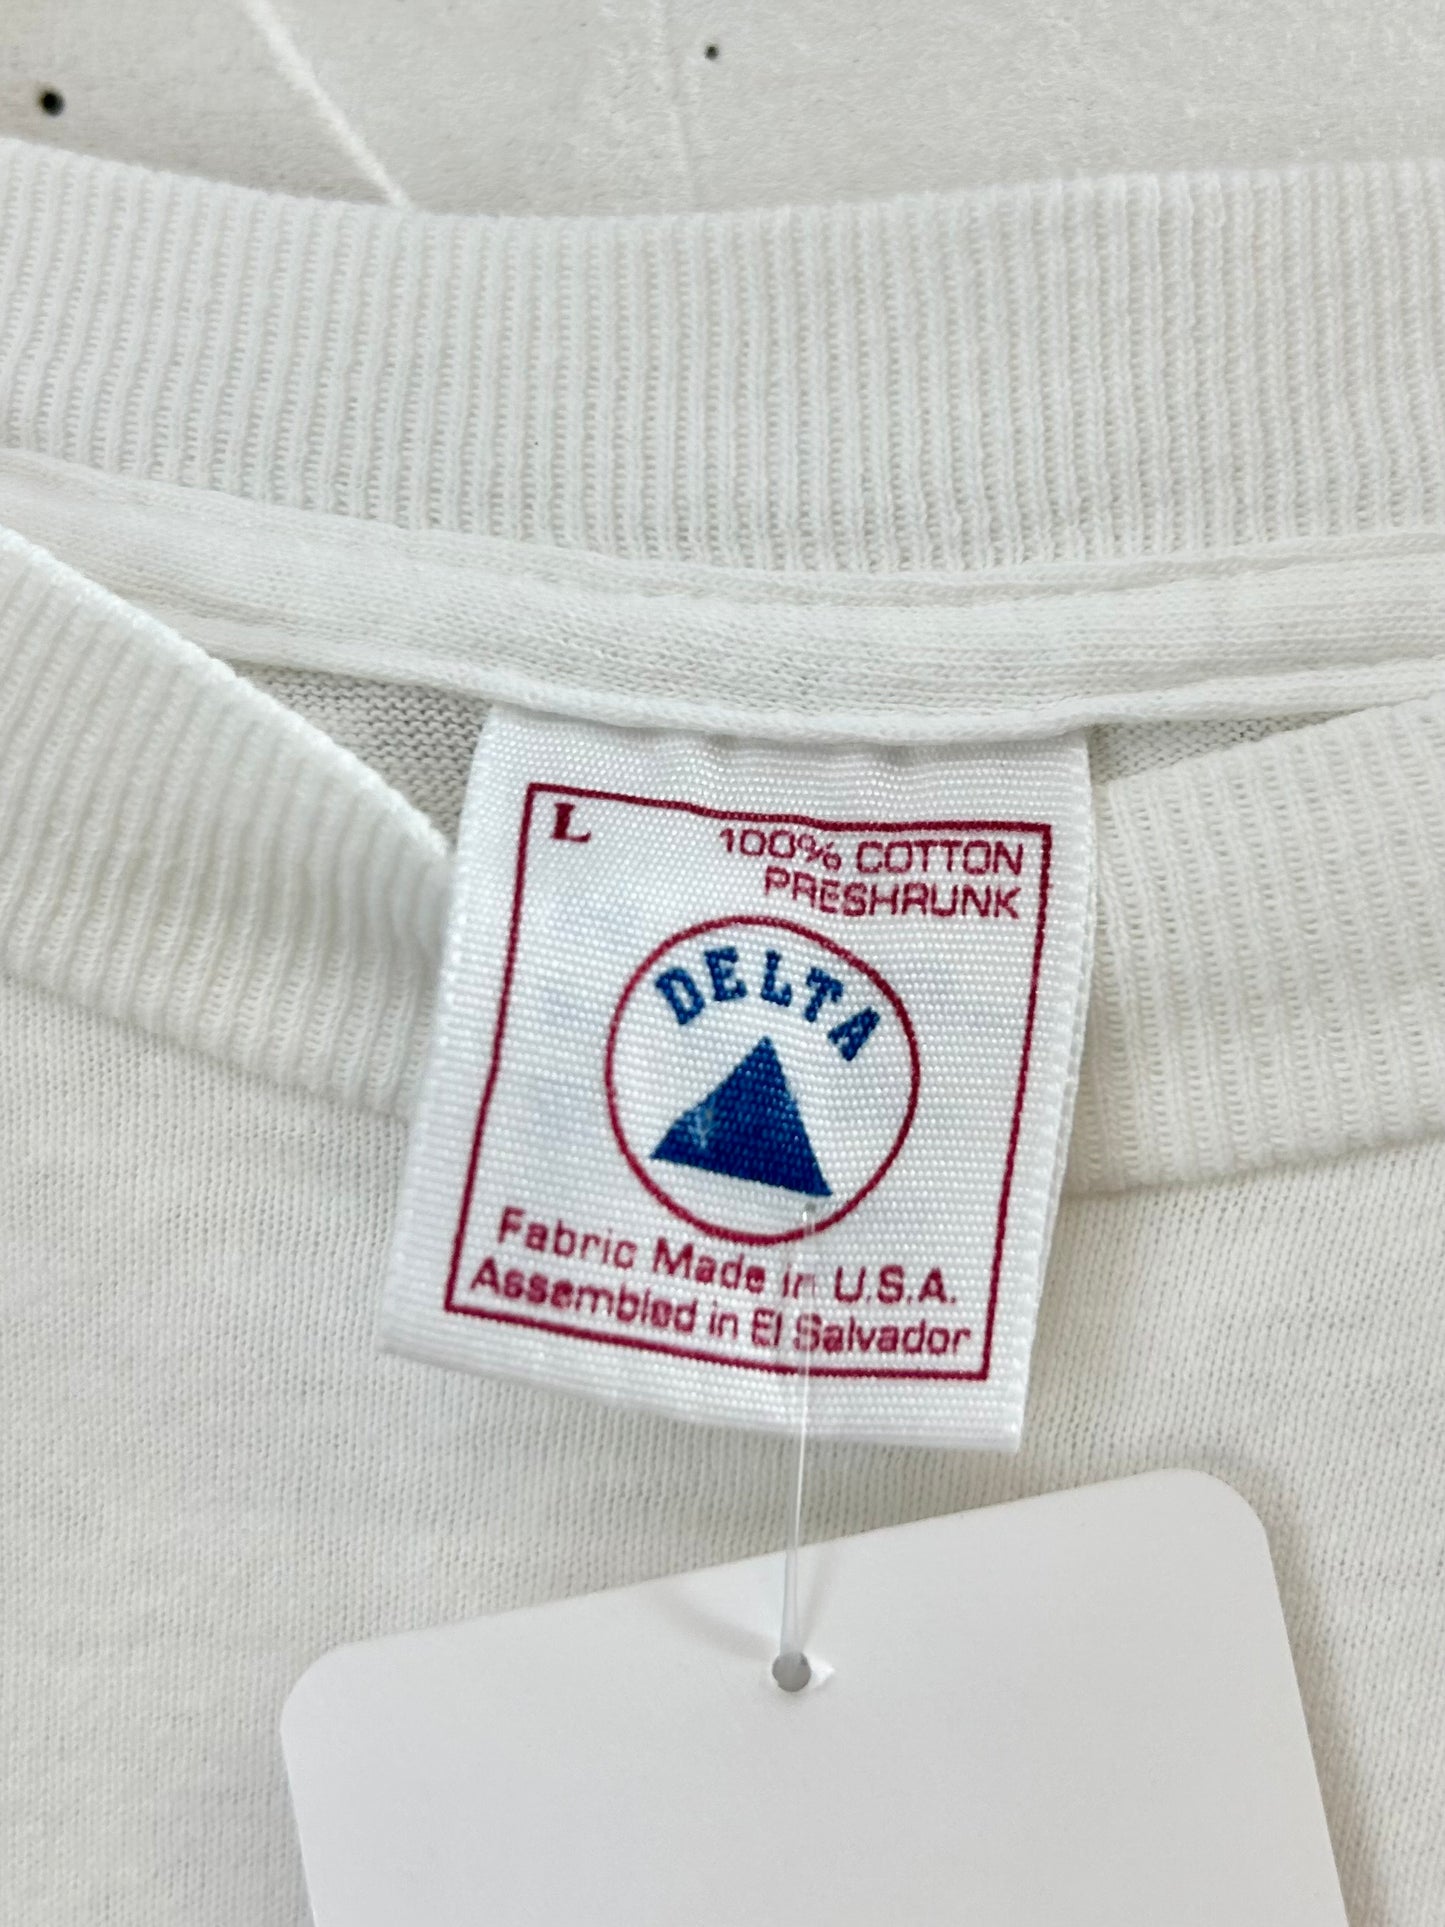 L
100% COTTON
PRESHRUNK
DELTA
Fabric Made in U.S.A.
Assembled in El Salvador